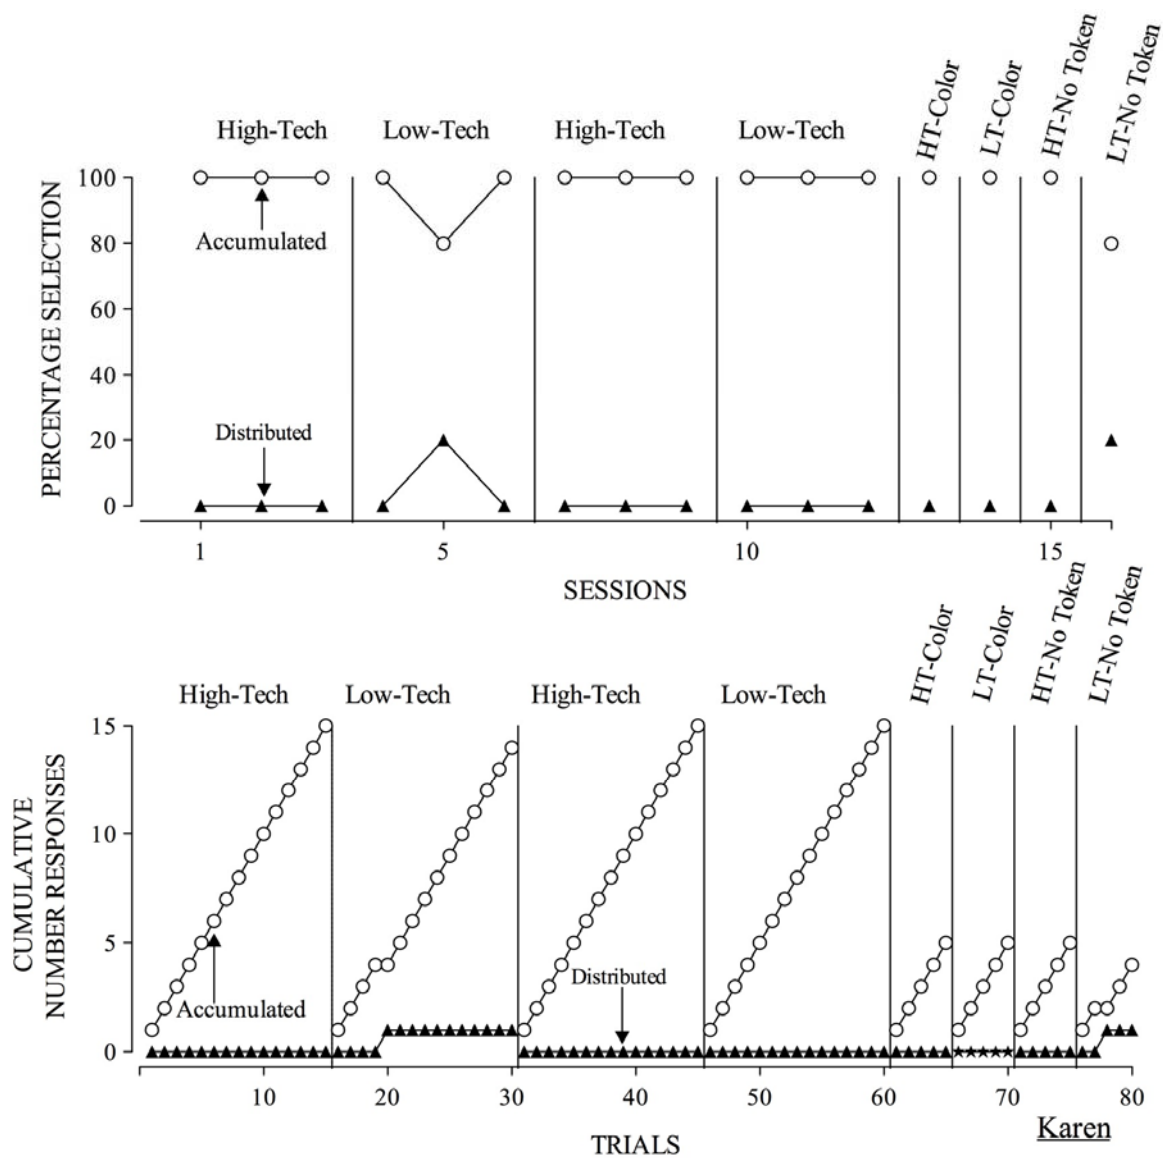 HT-Color
LT-Color
HT-No Token
LT-No Token
High-Tech
Low-Tech
High-Tech
Low-Tech
PERCENTAGE SELECTION
100
80
60
40
20
0
Accumulated
Distributed
1
5
10
15
SESSIONS
HT-Color
LT-Color
HT-No Token
LT-No Token
High-Tech
Low-Tech
High-Tech
Low-Tech
CUMULATIVE
NUMBER RESPONSES
15
10
5
0
Accumulated
Distributed
10
20
30
40
50
60
70
80
TRIALS
Karen